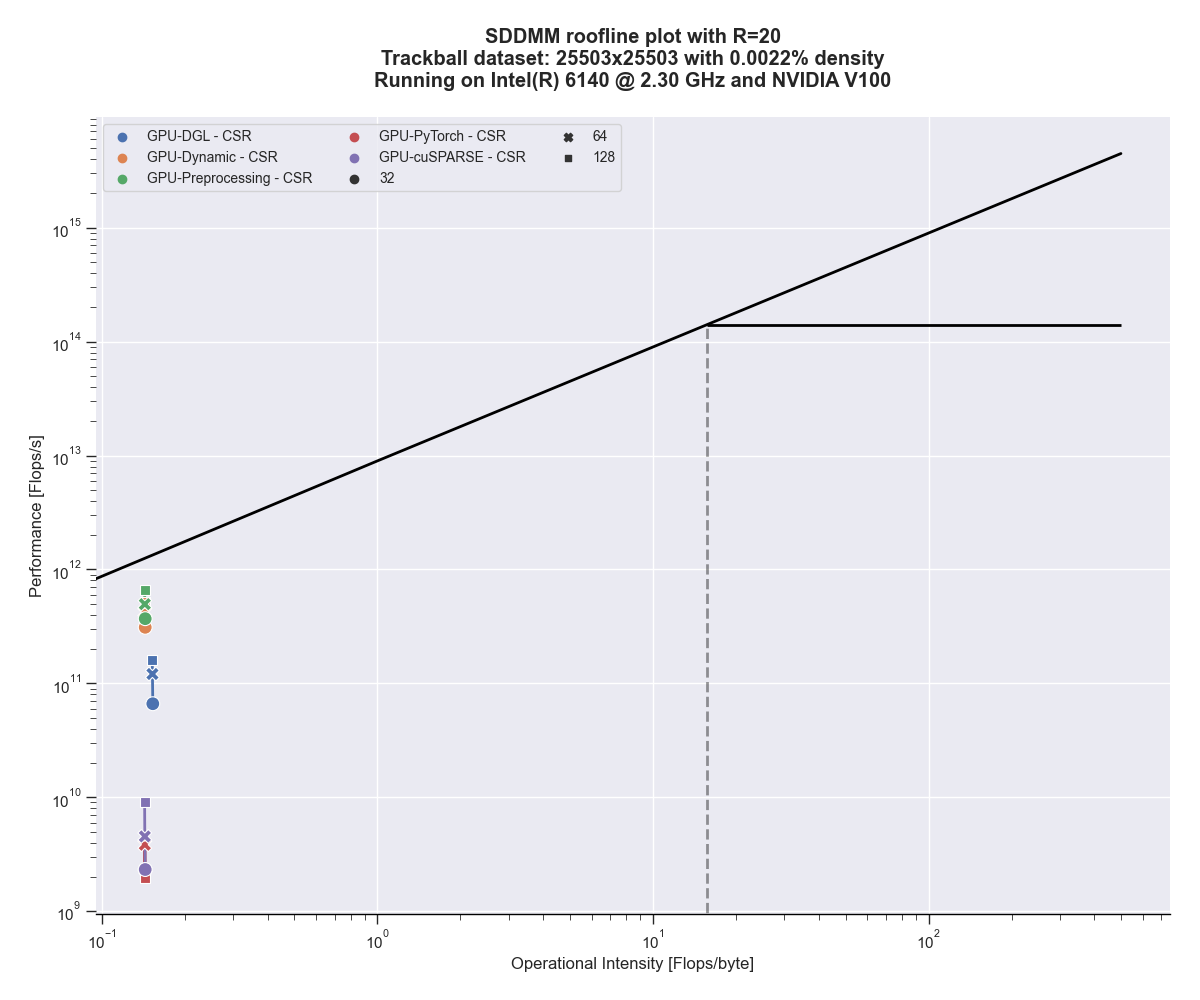 SDDMM roofline plot with R=20
Trackball dataset: 25503x25503 with 0.0022% density
Running on Intel(R) 6140 @ 2.30 GHz and NVIDIA V100
GPU-DGL - CSR
GPU-Dynamic - CSR
GPU-Preprocessing - CSR
GPU-PyTorch - CSR
GPU-cuSPARSE - CSR
32
64
128
Performance [Flops/s]
10^15
10^14
10^13
10^12
10^11
10^10
10^9
10^−1
10^0
10^1
10^2
Operational Intensity [Flops/byte]